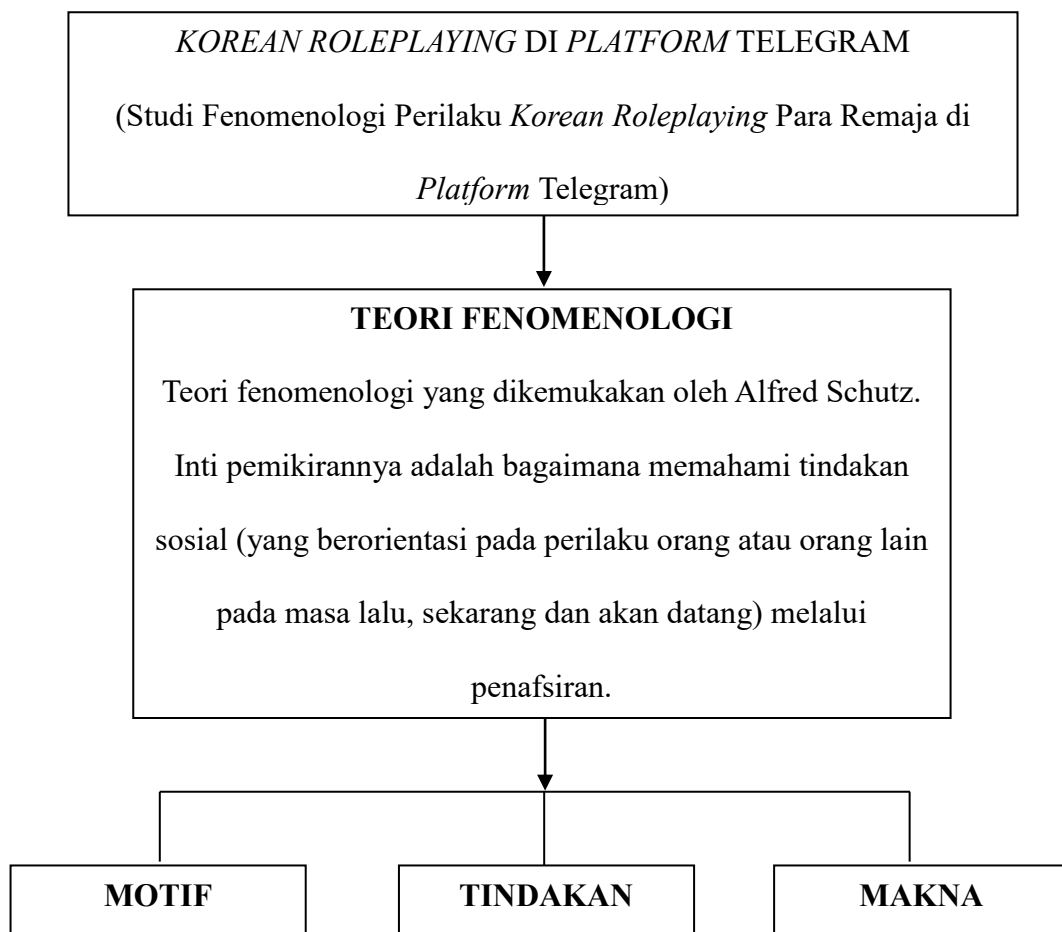 KOREAN ROLEPLAYING DI PLATFORM TELEGRAM
(Studi Fenomenologi Perilaku Korean Roleplaying Para Remaja di
Platform Telegram)
TEORI FENOMENOLOGI
Teori fenomenologi yang dikemukakan oleh Alfred Schutz.
Inti pemikirannya adalah bagaimana memahami tindakan
sosial (yang berorientasi pada perilaku orang atau orang lain
pada masa lalu, sekarang dan akan datang) melalui
penafsiran.
MOTIF
TINDAKAN
MAKNA